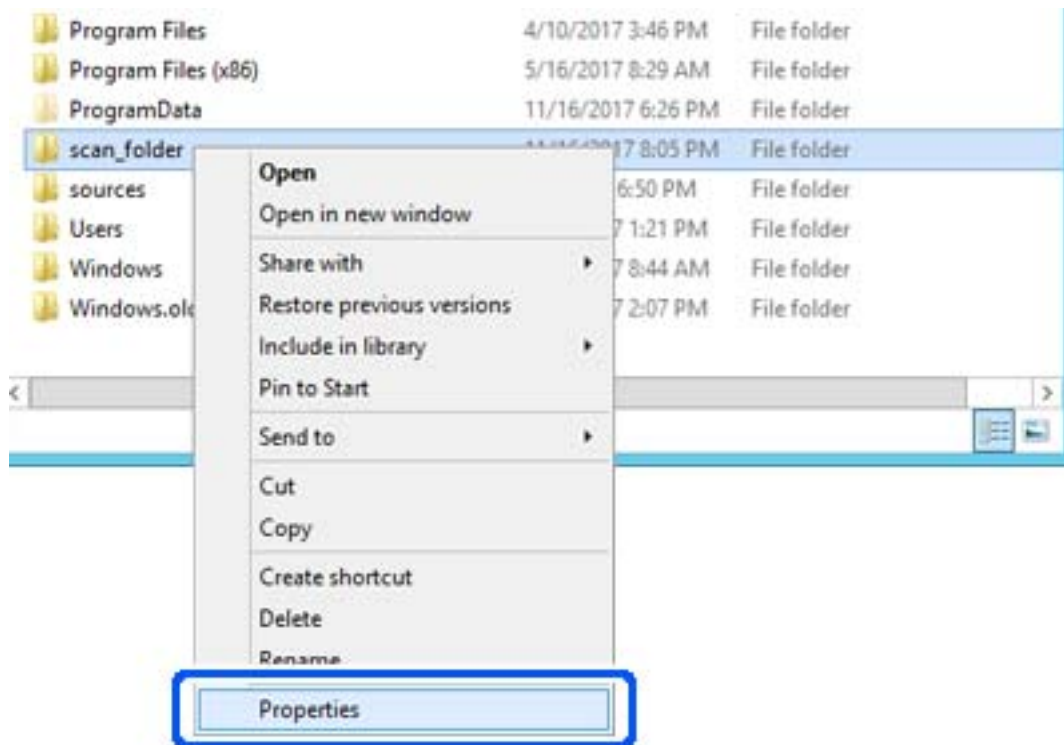 Program Files 4/10/2017 3:46 PM File folder
Program Files (x86) 5/16/2017 8:29 AM File folder
ProgramData 11/16/2017 6:26 PM File folder
scan_folder 7 8:05 PM File folder
Open
sources 6:50 PM File folder
Open in new window
Users 7 1:21 PM File folder
Share with
Windows 7 8:44 AM File folder
Restore previous versions
Windows.old 7 2:07 PM File folder
Include in library
Pin to Start
Send to
Cut
Copy
Create shortcut
Delete
Rename
Properties